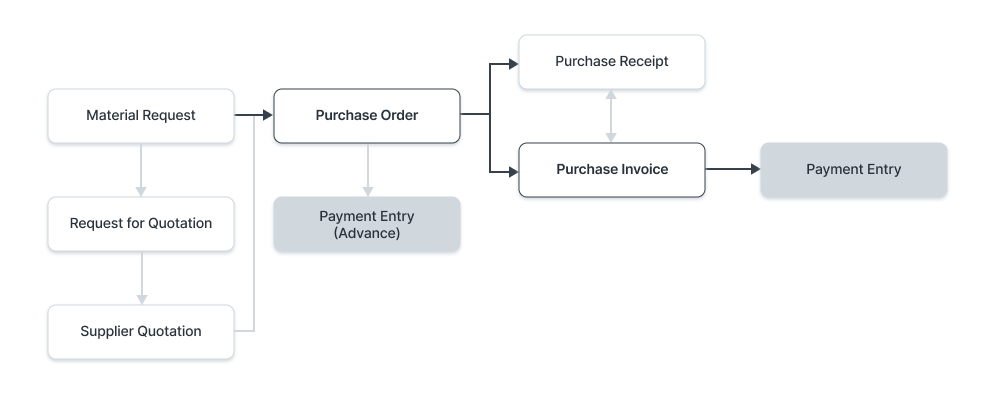 Purchase Receipt
Material Request
Purchase Order
Purchase Invoice
Payment Entry
Request for Quotation
Payment Entry
(Advance)
Supplier Quotation